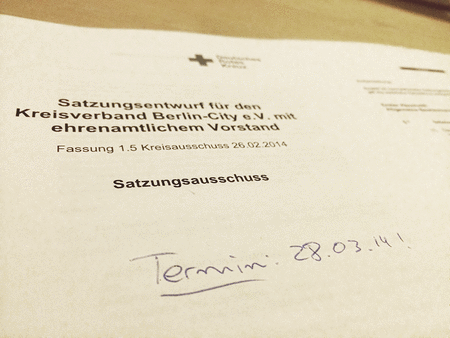 Deutsches
Rotes
Kreuz
Satzungsentwurf für den
Kreisverband Berlin-City e.V. mit
ehrenamtlichem Vorstand
Fassung 1.5 Kreisausschuss 26.02.2014
Satzungsausschuss
Termin: 28.03.14!